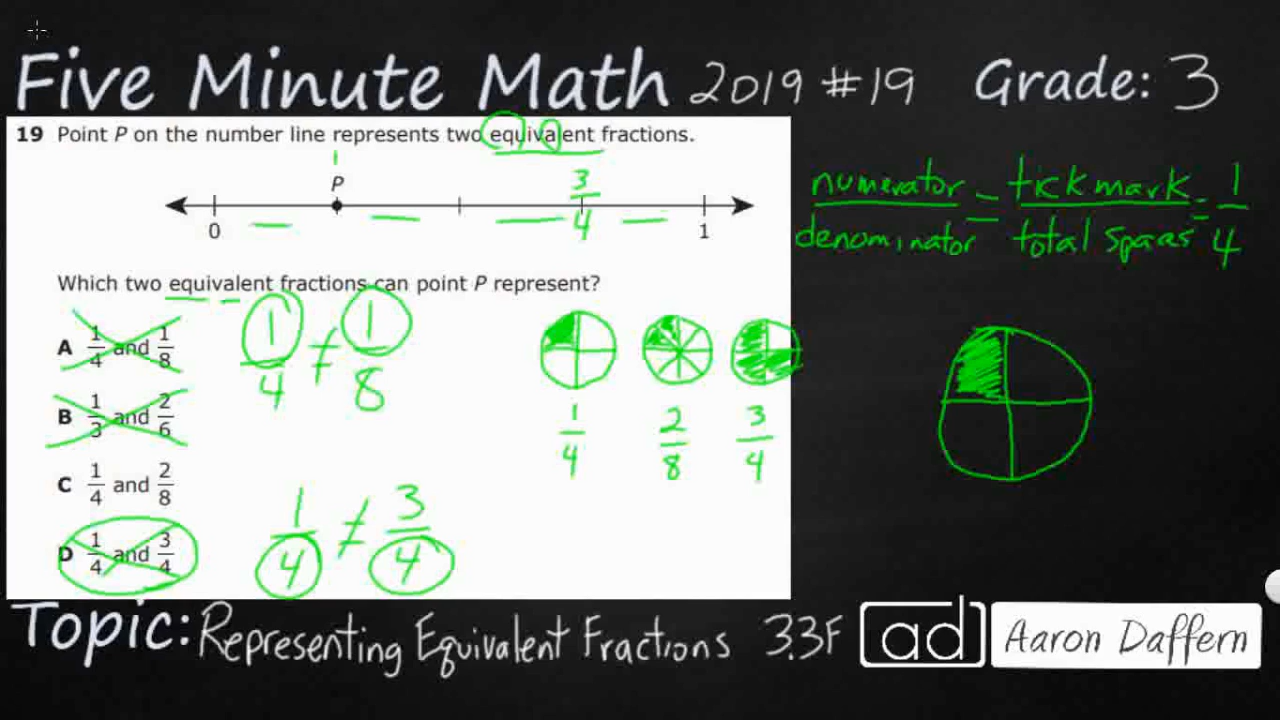 Five Minute Math 2019 #19 Grade: 3
19 Point P on the number line represents two equivalent fractions.
P 3/4
0 1
numerator/denominator = tick mark/total spaces = 1/4
Which two equivalent fractions can point P represent?
A 1/4 and 1/8
1/4 ≠ 1/8
B 1/3 and 2/6
1/4 2/8 3/4
C 1/4 and 2/8
D 1/4 and 3/4
1/4 ≠ 3/4
Topic: Representing Equivalent Fractions 3.3F ad Aaron Daffern